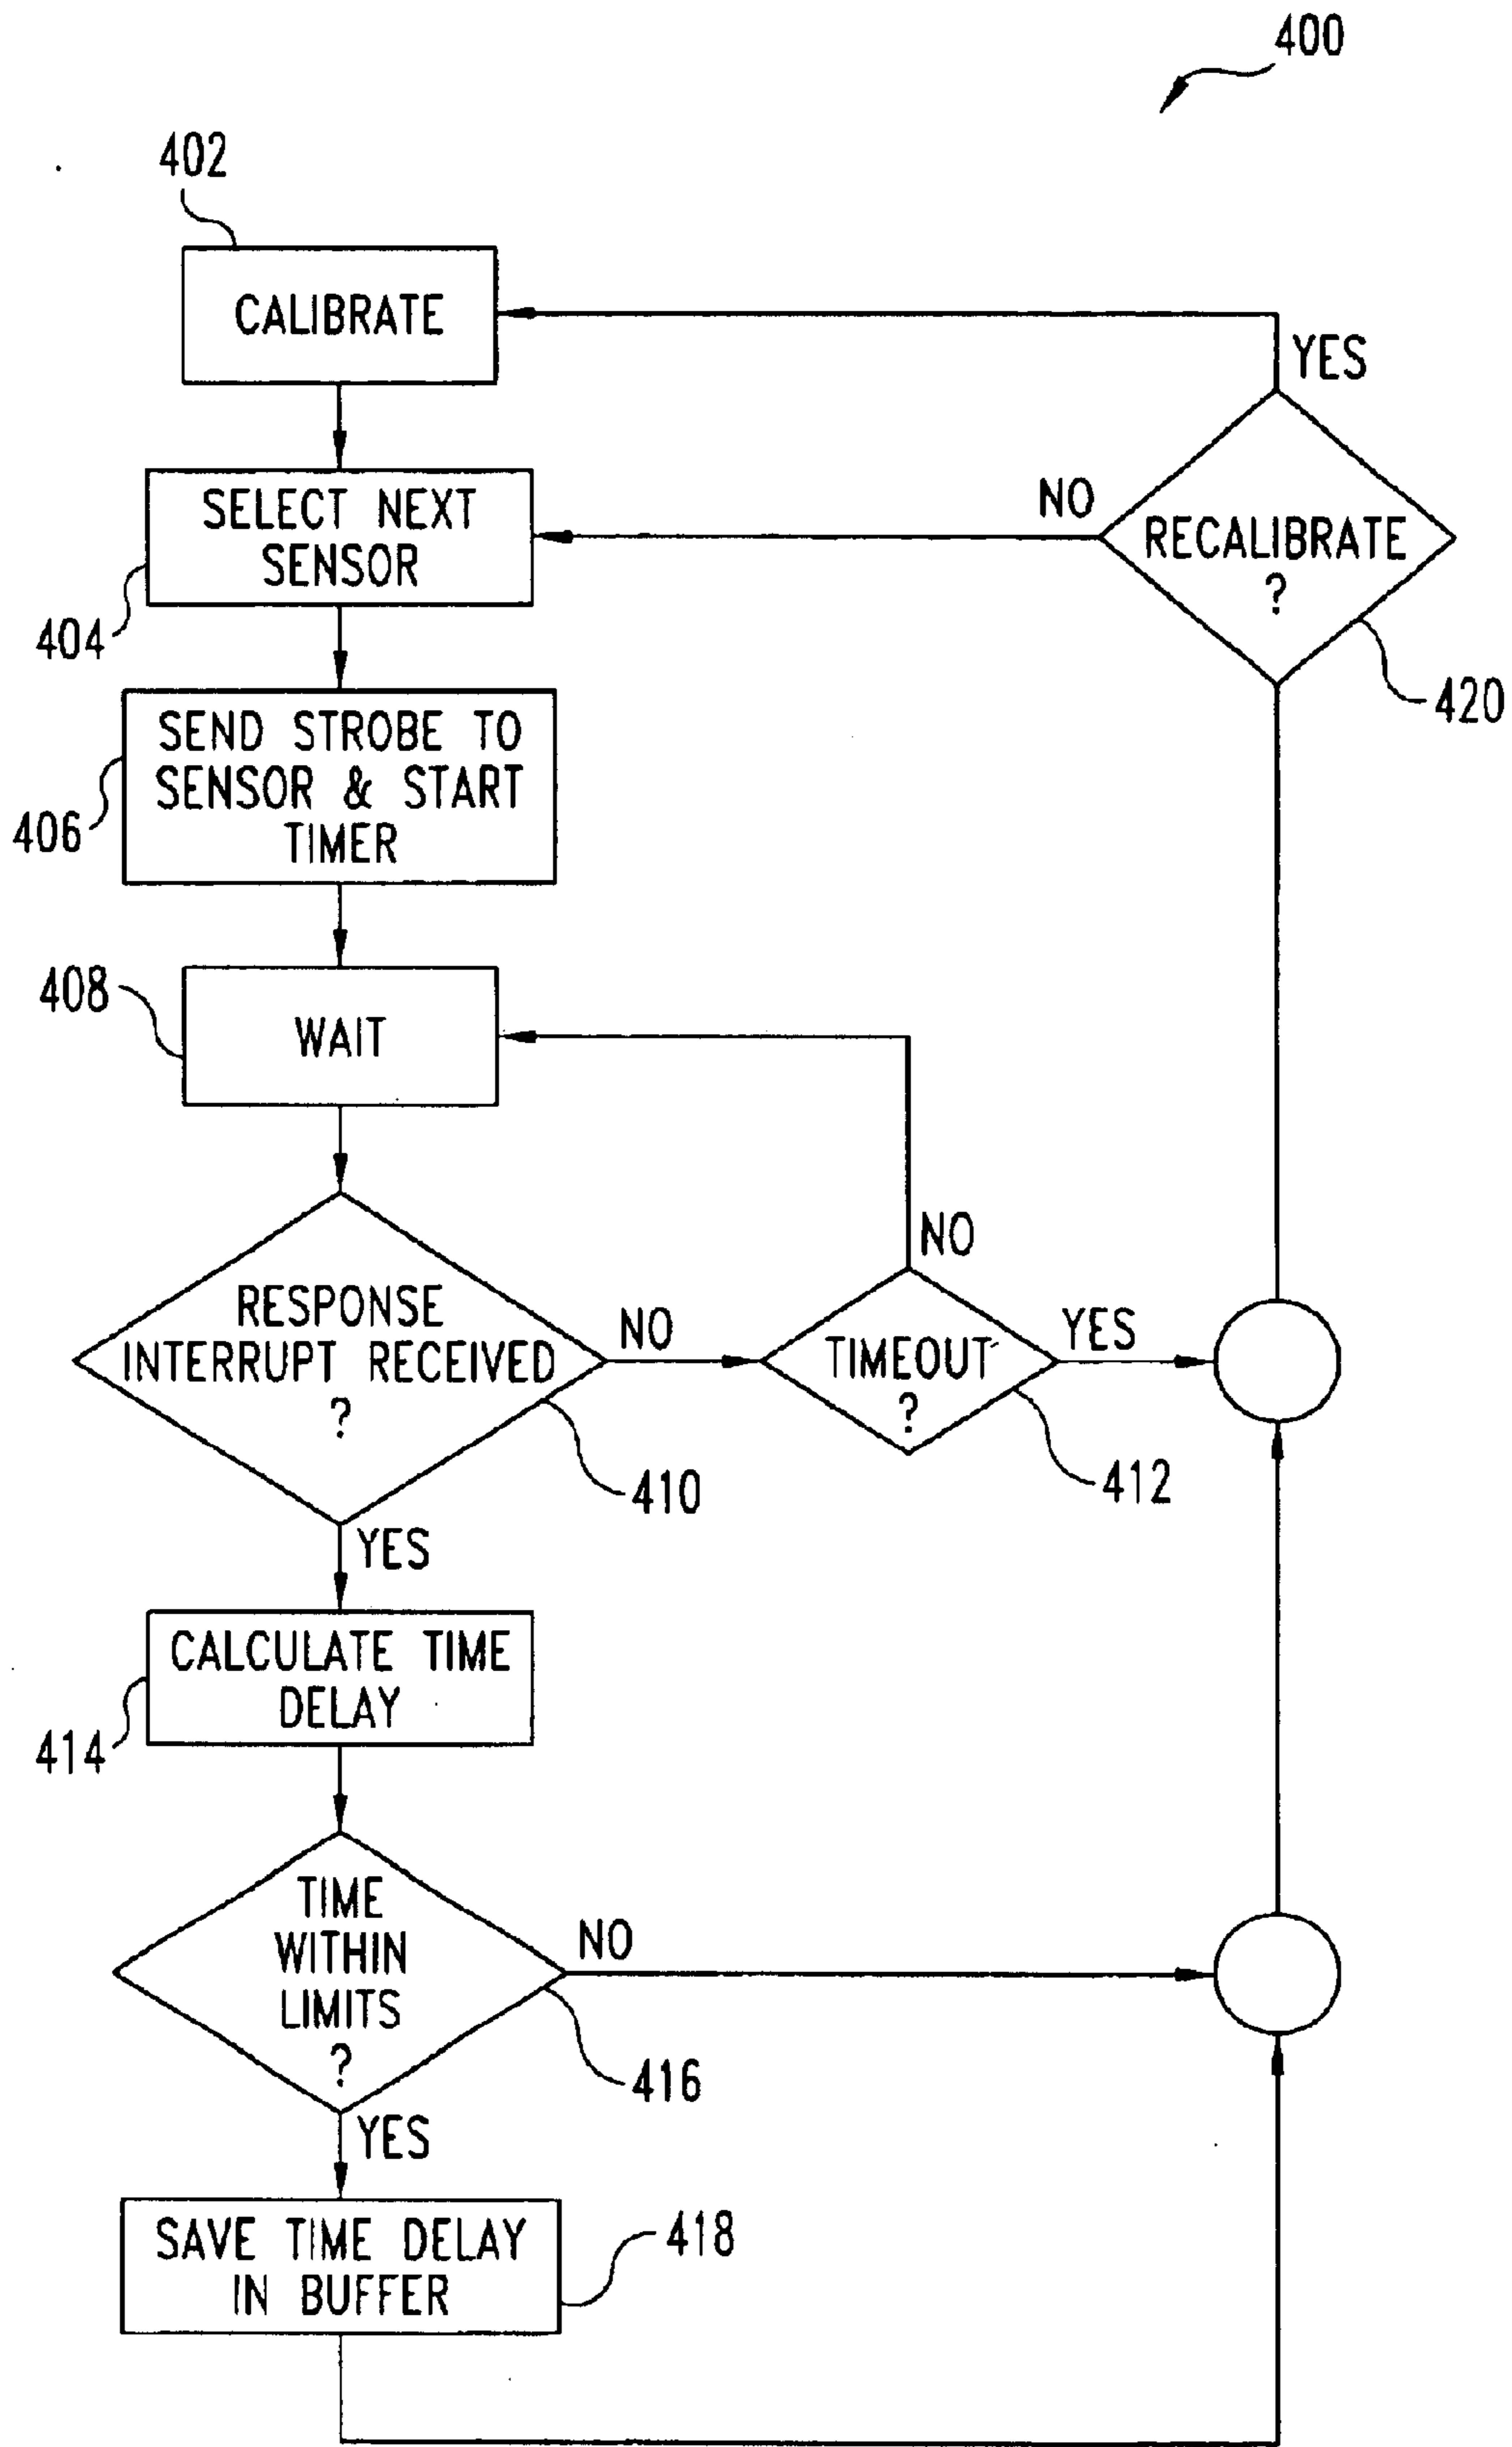 400
402
CALIBRATE
YES
SELECT NEXT
SENSOR
NO
RECALIBRATE
?
404
420
SEND STROBE TO
SENSOR & START
TIMER
406
408
WAIT
NO
RESPONSE
INTERRUPT RECEIVED
?
NO
TIMEOUT
?
YES
410
412
YES
CALCULATE TIME
DELAY
414
TIME
WITHIN
LIMITS
?
NO
416
YES
SAVE TIME DELAY
IN BUFFER
418